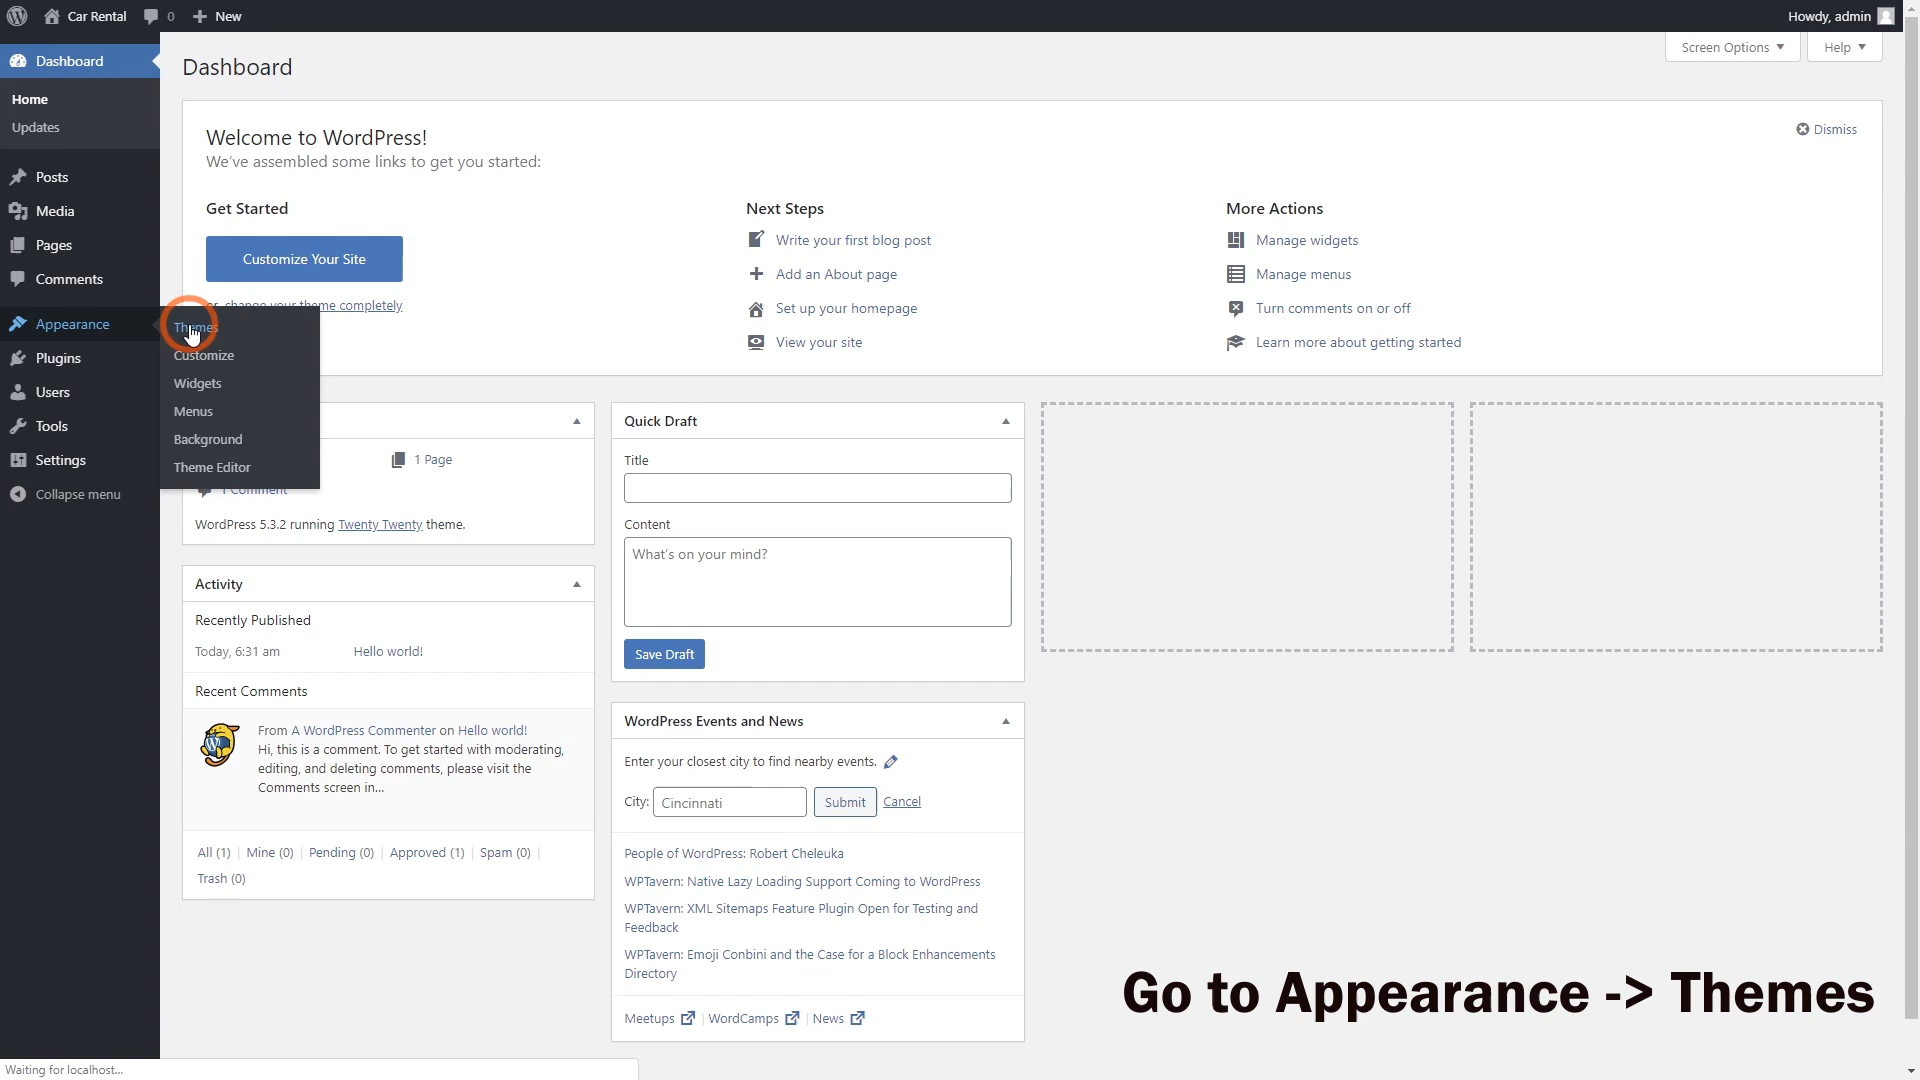 Car Rental
0
New
Howdy, admin
Screen Options
Help
Dashboard
Home
Updates
Posts
Media
Pages
Comments
Appearance
Plugins
Users
Tools
Settings
Collapse menu
Themes
Customize
Widgets
Menus
Background
Theme Editor
Dashboard
Welcome to WordPress!
We've assembled some links to get you started:
Dismiss
Get Started
Customize Your Site
or, change your theme completely
Next Steps
Write your first blog post
Add an About page
Set up your homepage
View your site
More Actions
Manage widgets
Manage menus
Turn comments on or off
Learn more about getting started
1 Page
1 Comment
WordPress 5.3.2 running Twenty Twenty theme.
Activity
Recently Published
Today, 6:31 am
Hello world!
Recent Comments
From A WordPress Commenter on Hello world!
Hi, this is a comment. To get started with moderating,
editing, and deleting comments, please visit the
Comments screen in...
All (1) | Mine (0) | Pending (0) | Approved (1) | Spam (0) |
Trash (0)
Quick Draft
Title
Content
What's on your mind?
Save Draft
WordPress Events and News
Enter your closest city to find nearby events.
City: Cincinnati Submit Cancel
People of WordPress: Robert Cheleuka
WPTavern: Native Lazy Loading Support Coming to WordPress
WPTavern: XML Sitemaps Feature Plugin Open for Testing and
Feedback
WPTavern: Emoji Conbini and the Case for a Block Enhancements
Directory
Meetups | WordCamps | News
Go to Appearance -> Themes
Waiting for localhost...